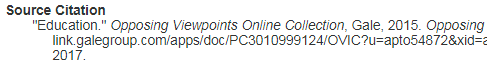 Source Citation
"Education." Opposing Viewpoints Online Collection, Gale, 2015. Opposing
link.galegroup.com/apps/doc/PC3010999124/OVIC?u=apto54872&xid=
2017.